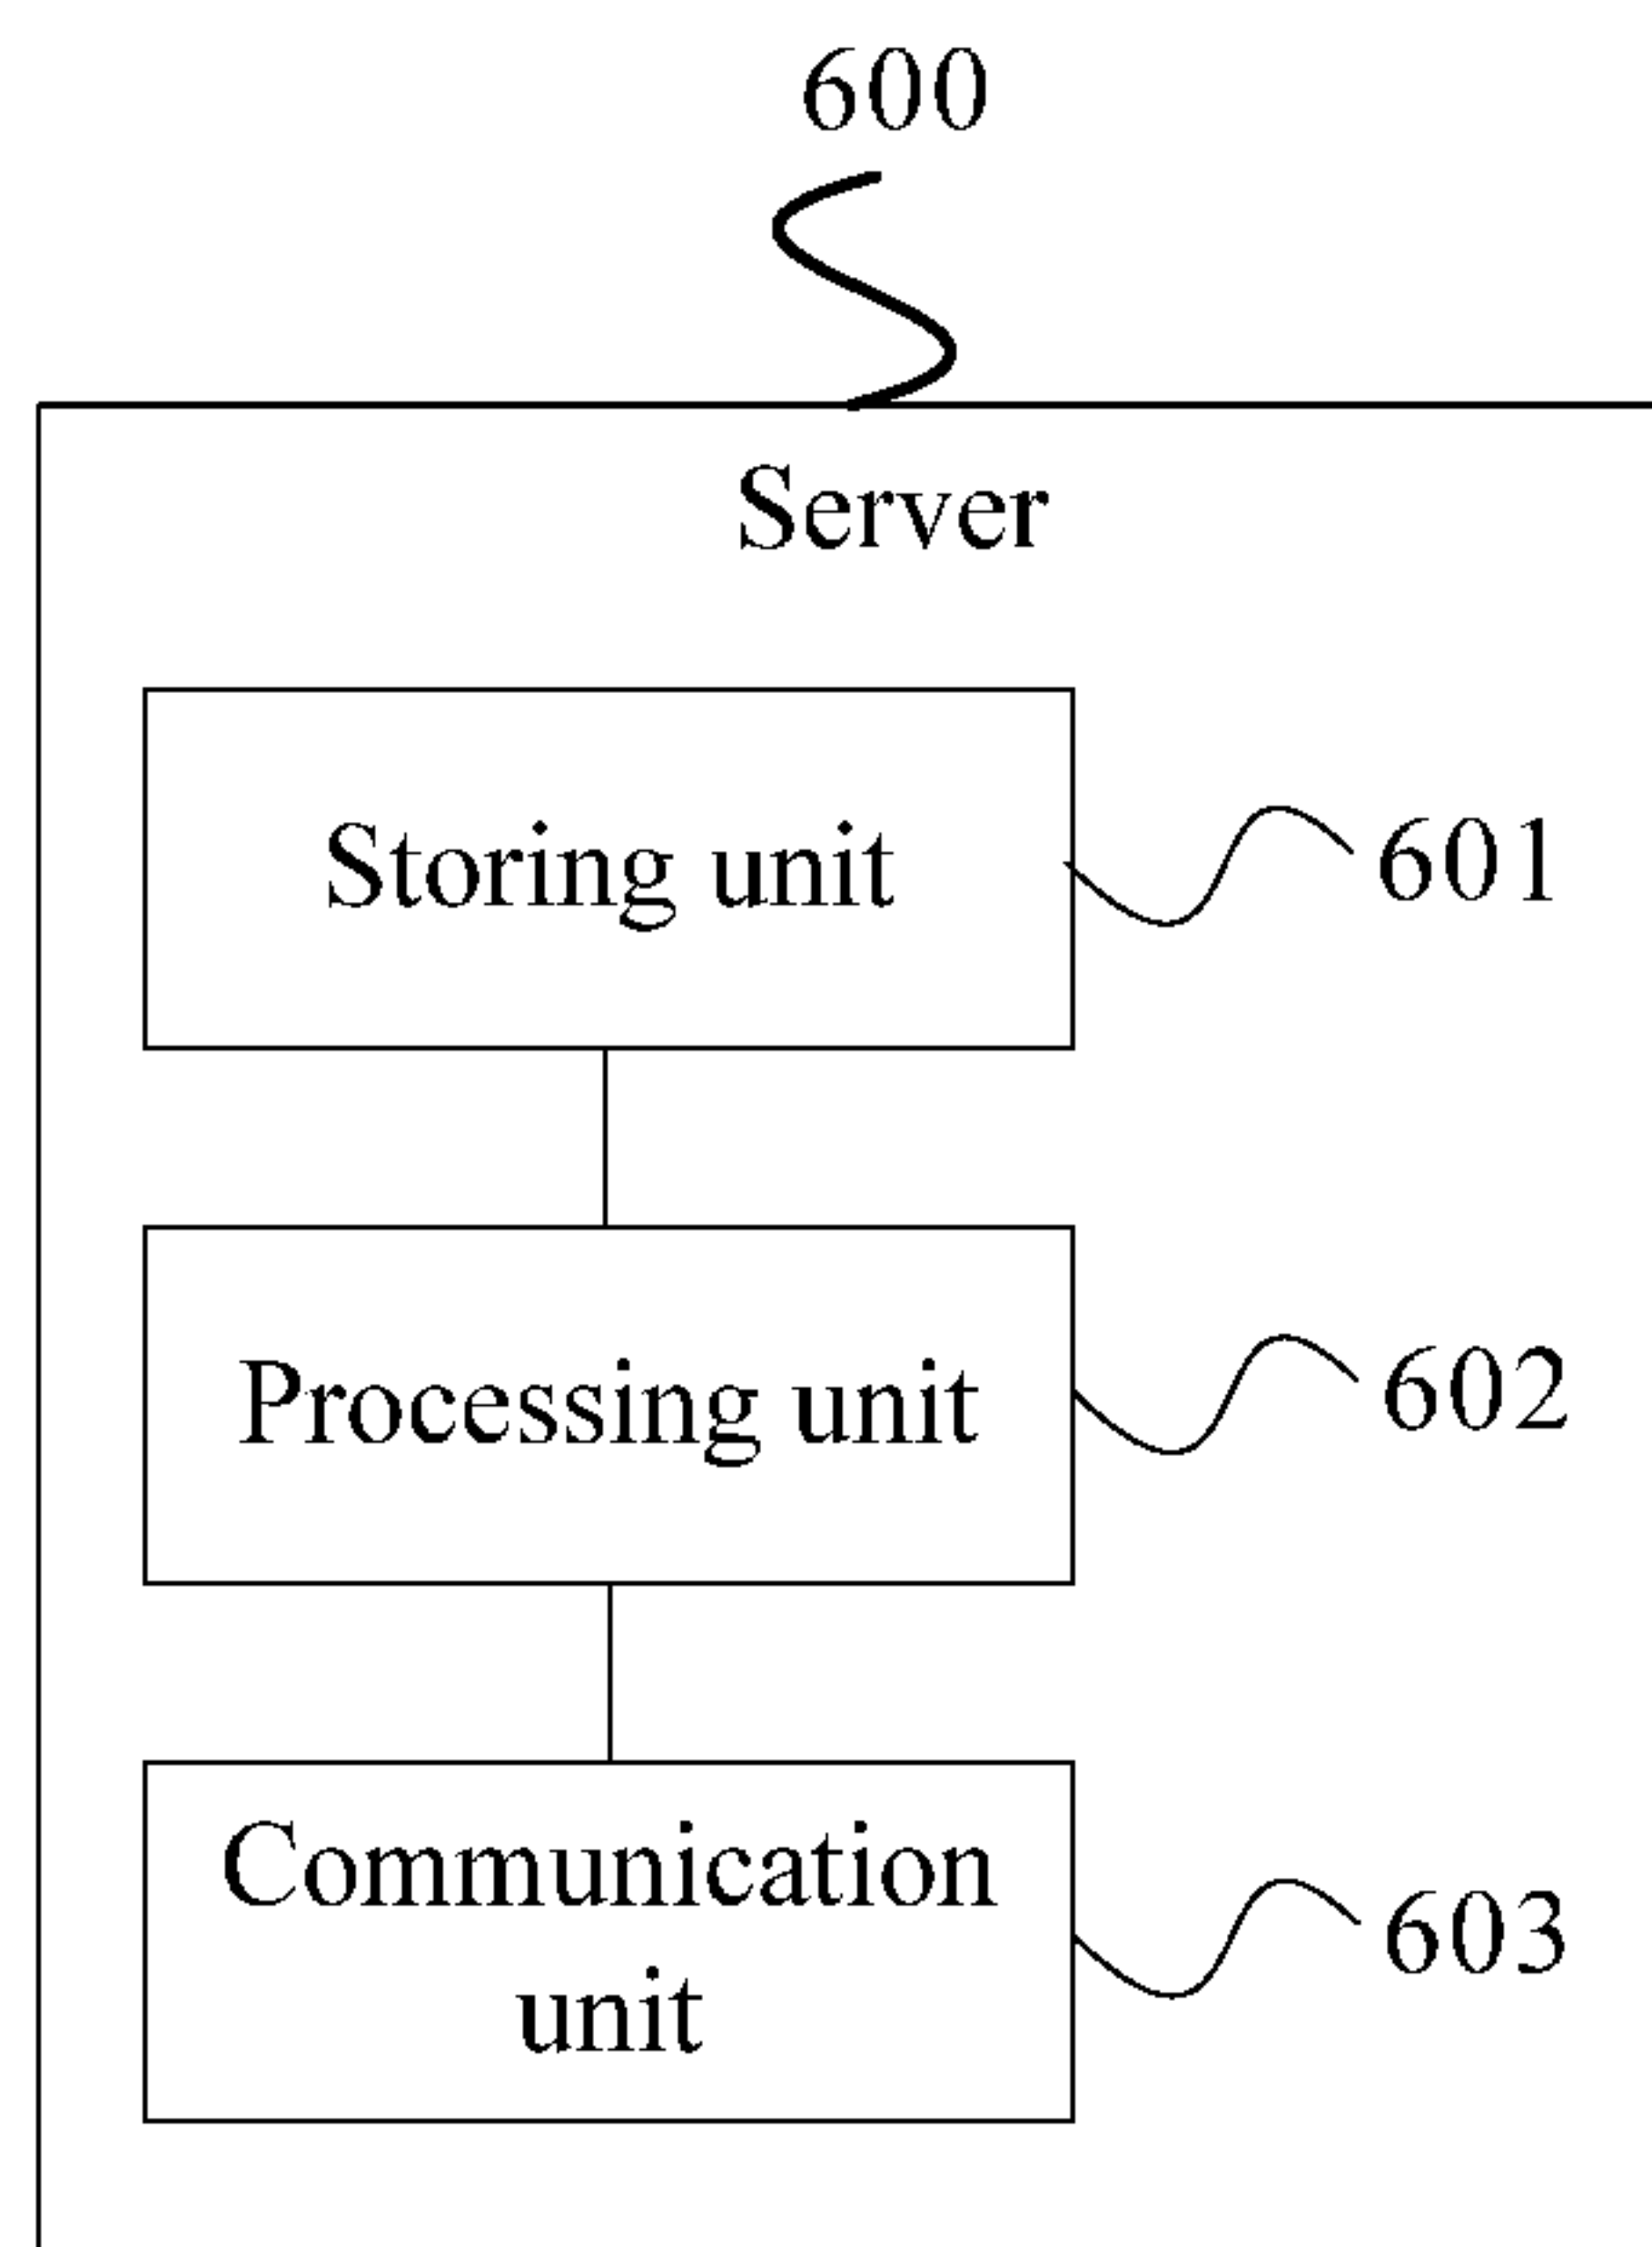 600
Server
Storing unit
601
Processing unit
602
Communication
unit
603